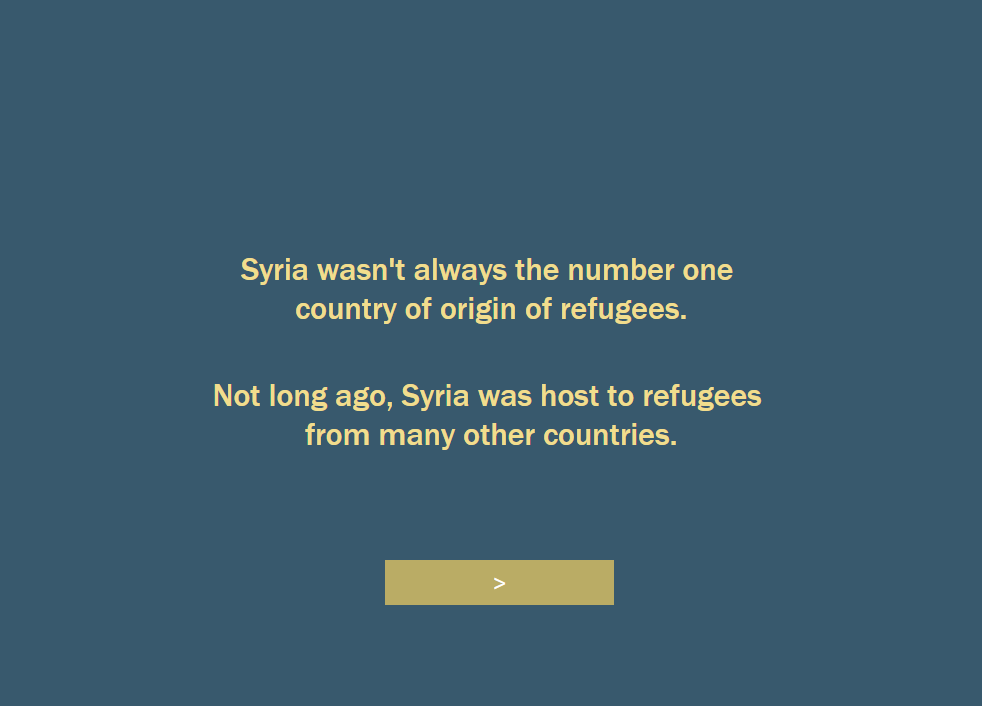 Syria wasn't always the number one
country of origin of refugees.
Not long ago, Syria was host to refugees
from many other countries.
>